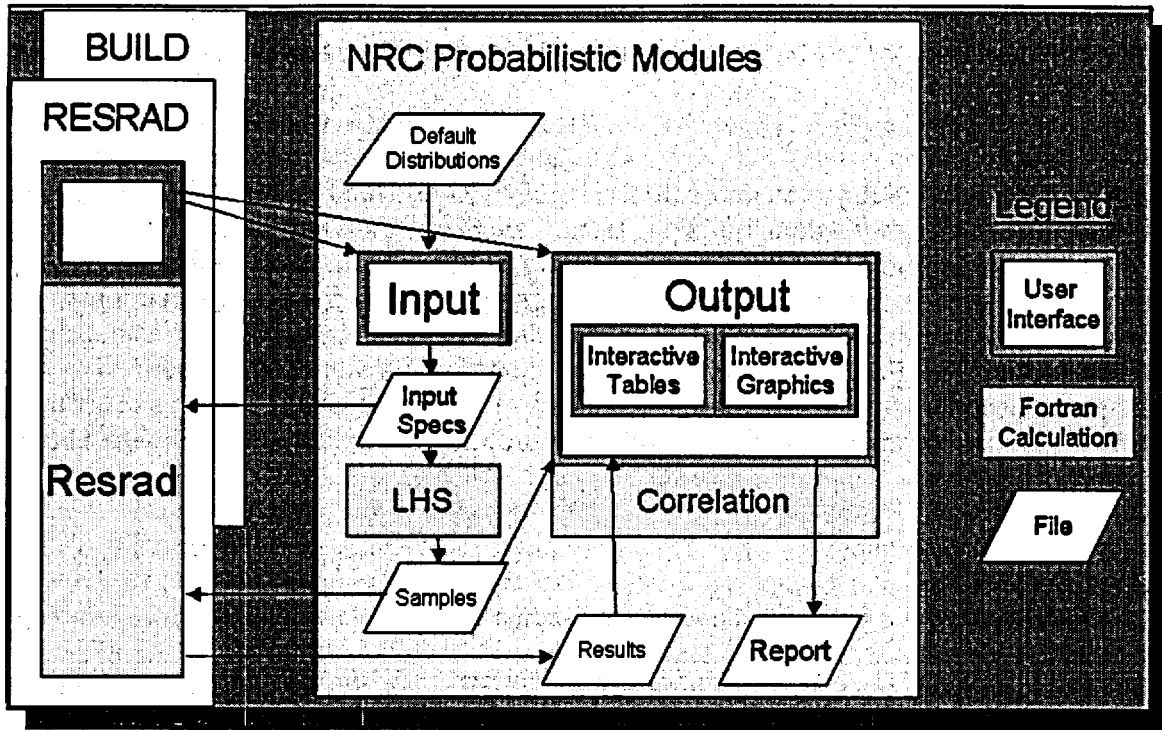 BUILD
RESRAD
Resrad
NRC Probabilistic Modules
Default
Distributions
Input
Input
Specs
LHS
Samples
Output
Interactive
Tables
Interactive
Graphics
Correlation
Results
Report
Legend
User
Interface
Fortran
Calculation
File